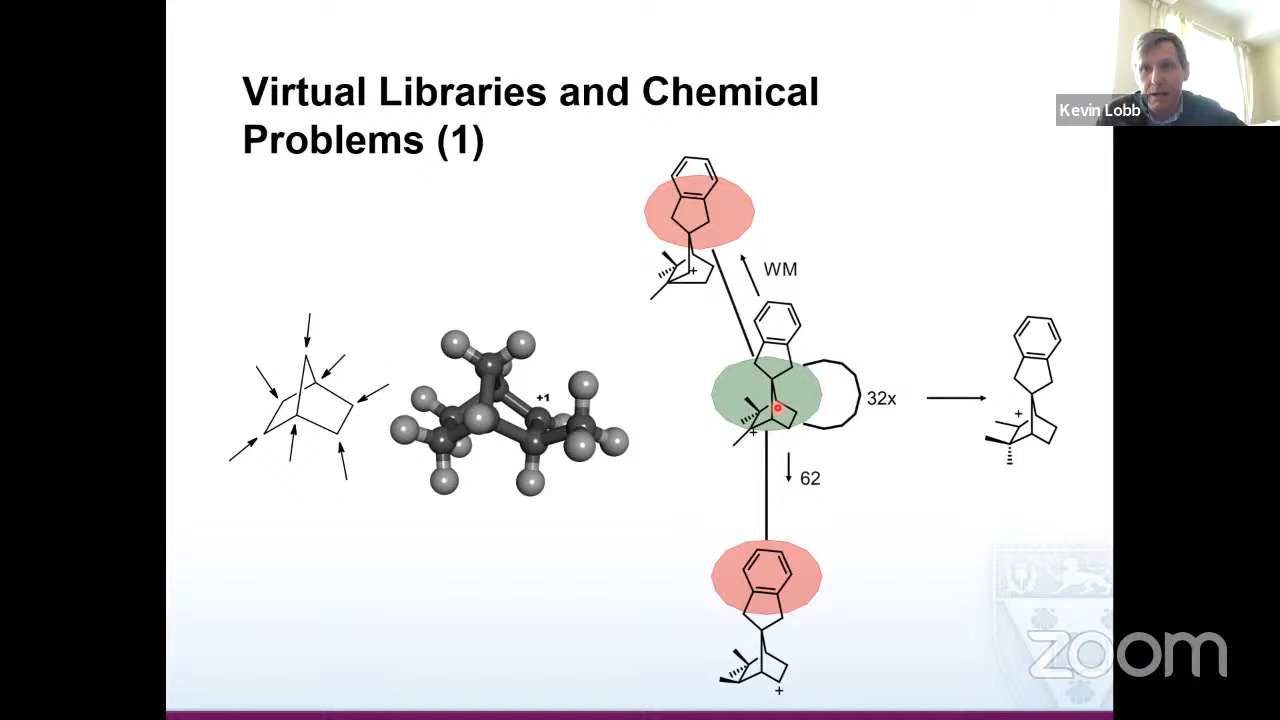 Virtual Libraries and Chemical
Problems (1)
Kevin Lobb
+
WM
+1
32x
+
+
62
+
zoom